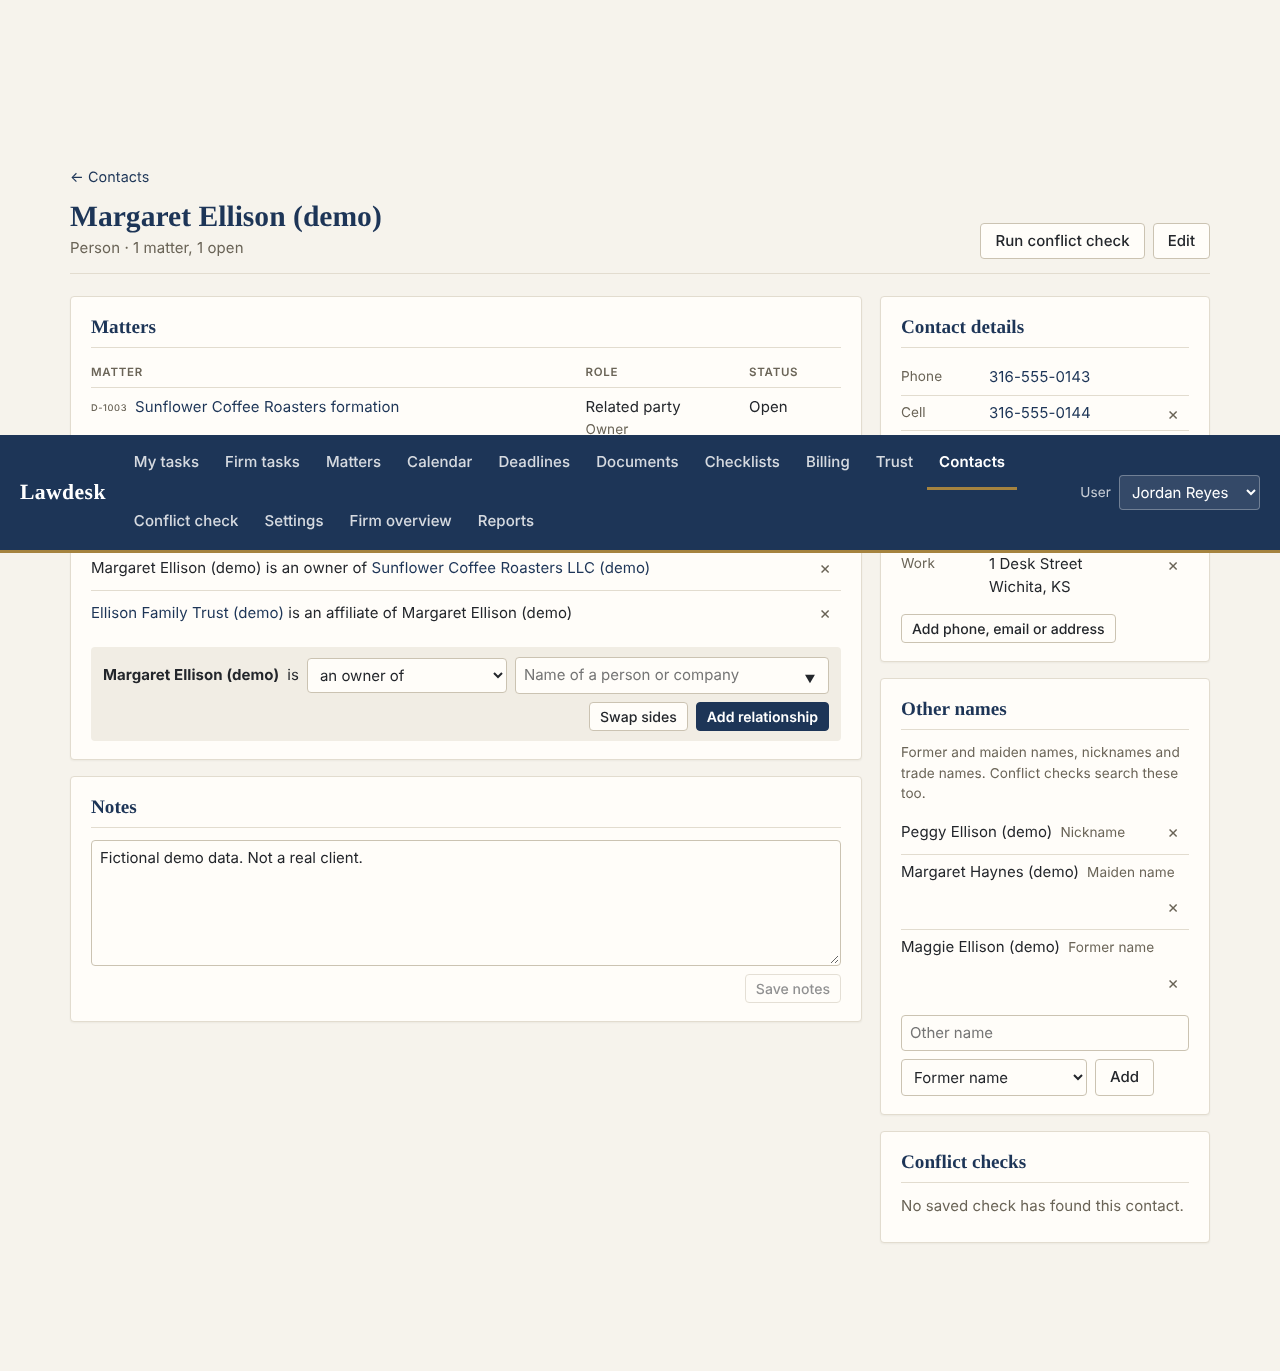 ← Contacts
Margaret Ellison (demo)
Person · 1 matter, 1 open
Run conflict check
Edit
Matters
MATTER ROLE STATUS
D-1003 Sunflower Coffee Roasters formation Related party Open
Owner
Contact details
Phone 316-555-0143
Cell 316-555-0144 ×
Lawdesk
My tasks Firm tasks Matters Calendar Deadlines Documents Checklists Billing Trust Contacts
Conflict check Settings Firm overview Reports
User Jordan Reyes
Margaret Ellison (demo) is an owner of Sunflower Coffee Roasters LLC (demo) ×
Ellison Family Trust (demo) is an affiliate of Margaret Ellison (demo) ×
Margaret Ellison (demo) is an owner of Name of a person or company ▼
Swap sides Add relationship
Work 1 Desk Street ×
Wichita, KS
Add phone, email or address
Notes
Fictional demo data. Not a real client.
Save notes
Other names
Former and maiden names, nicknames and
trade names. Conflict checks search these
too.
Peggy Ellison (demo) Nickname ×
Margaret Haynes (demo) Maiden name
×
Maggie Ellison (demo) Former name
×
Other name
Former name Add
Conflict checks
No saved check has found this contact.